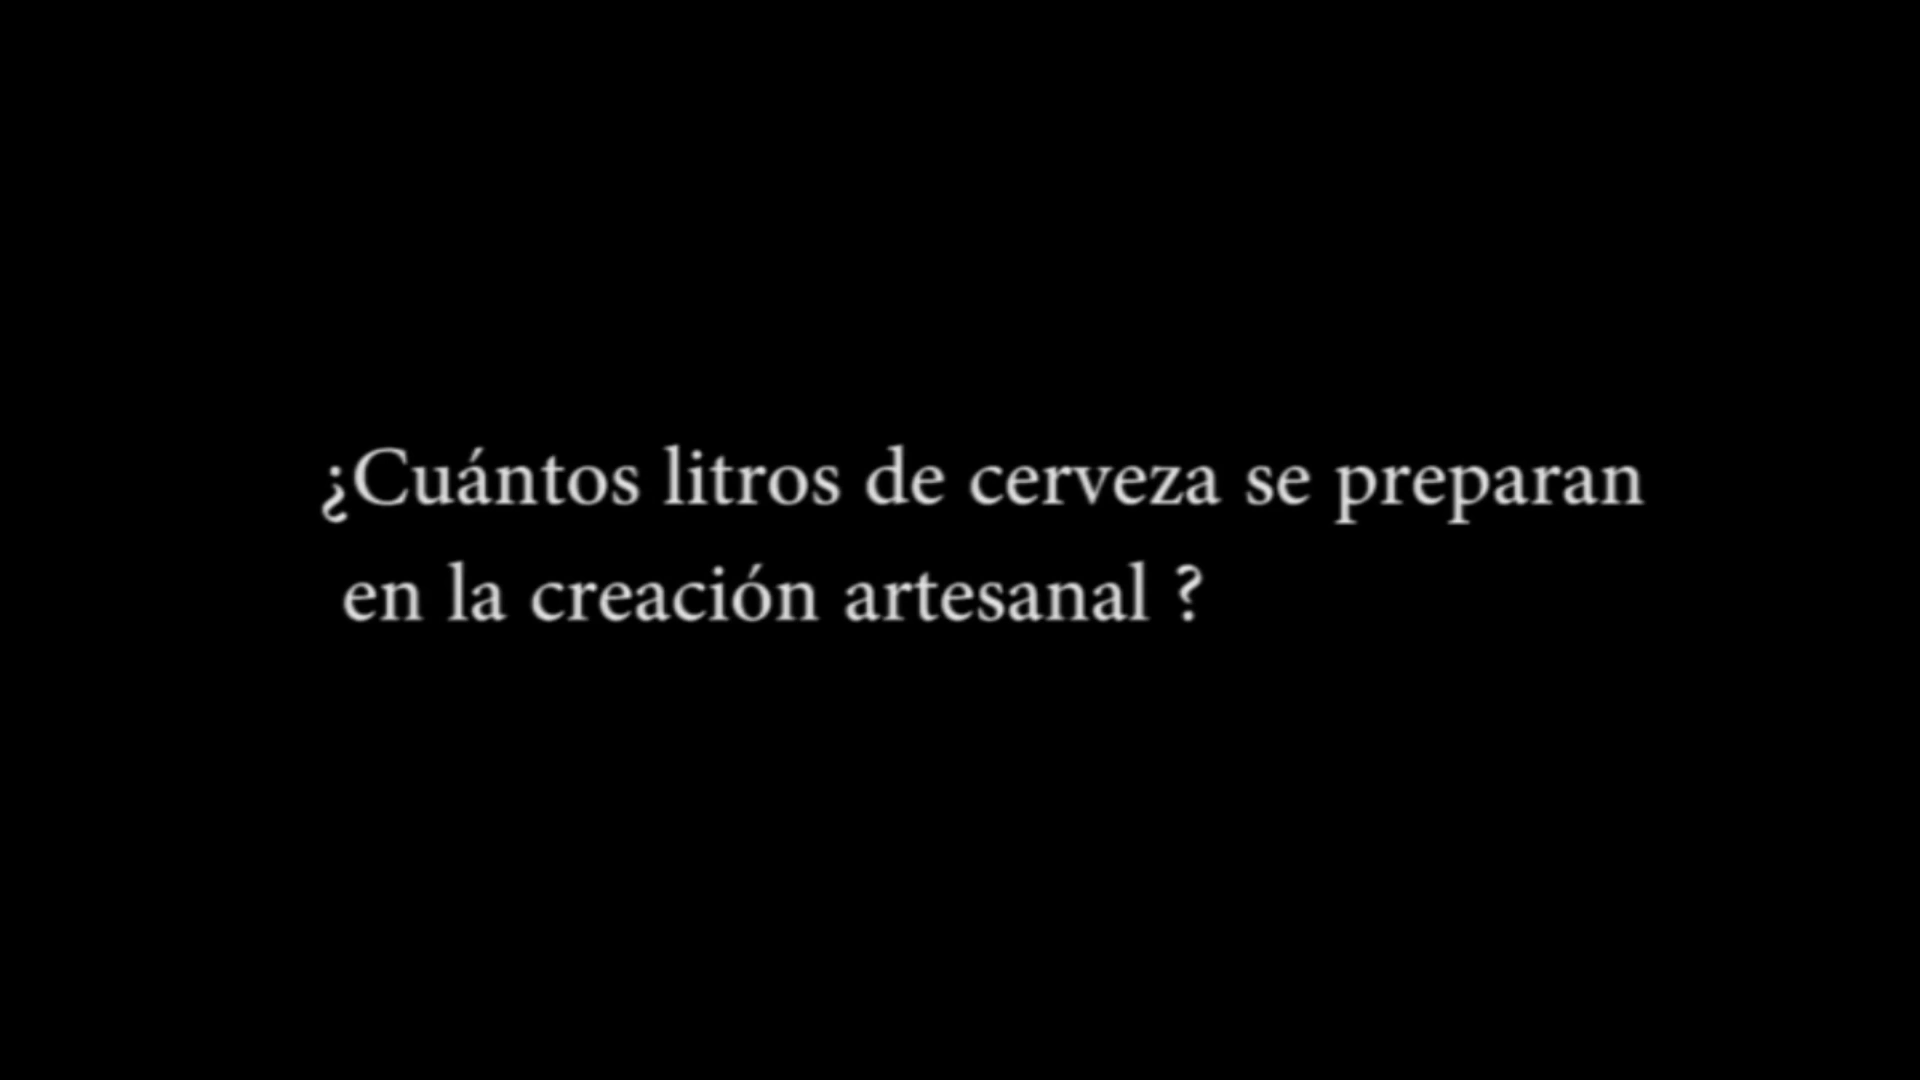 ¿Cuántos litros de cerveza se preparan
en la creación artesanal ?